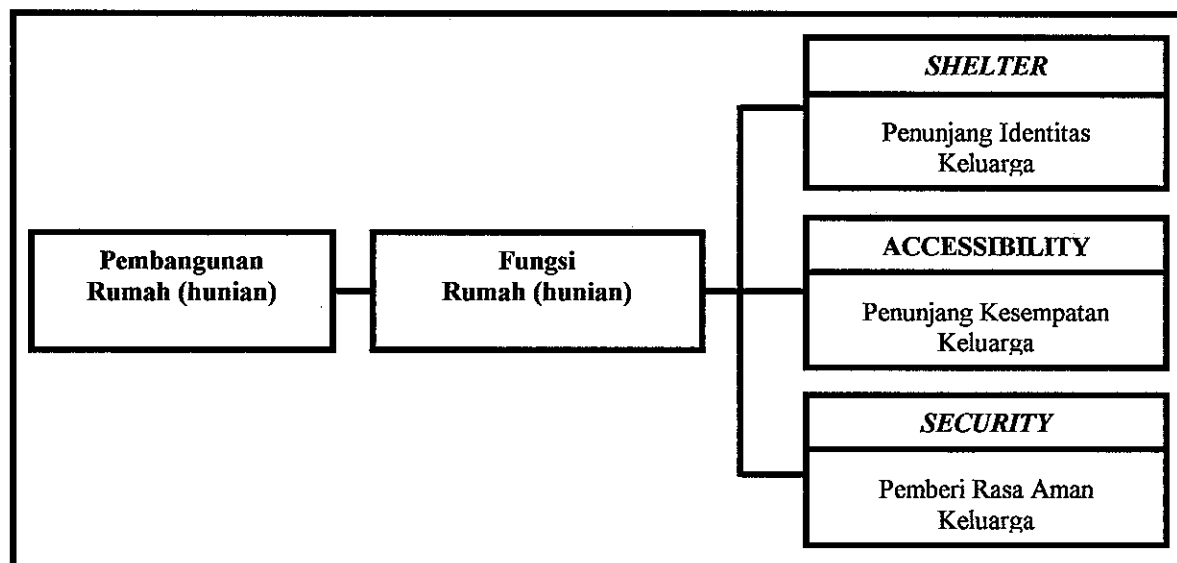 Pembangunan
Rumah (hunian)
Fungsi
Rumah (hunian)
SHELTER
Penunjang Identitas
Keluarga
ACCESSIBILITY
Penunjang Kesempatan
Keluarga
SECURITY
Pemberi Rasa Aman
Keluarga